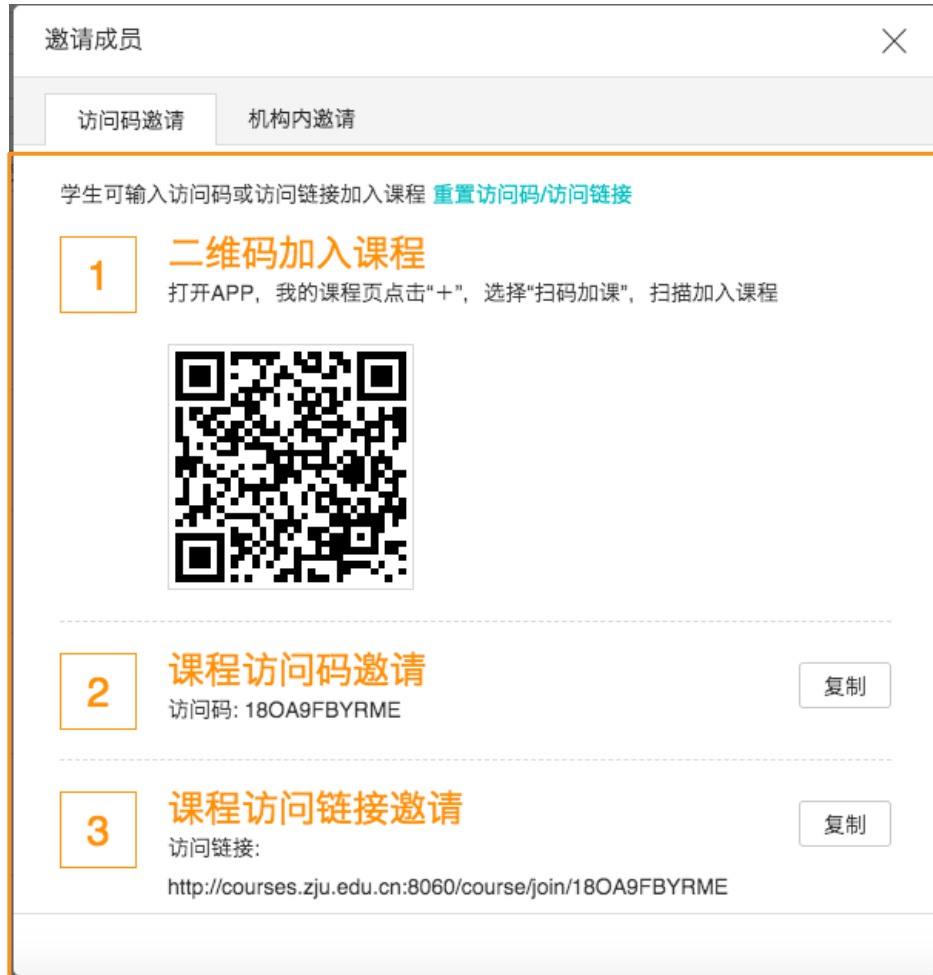 邀请成员
访问码邀请
机构内邀请
学生可输入访问码或访问链接加入课程 重置访问码/访问链接
1
二维码加入课程
打开APP，我的课程页点击“＋”，选择“扫码加课”，扫描加入课程
2
课程访问码邀请
访问码: 18OA9FBYRME
复制
3
课程访问链接邀请
访问链接:
复制
http://courses.zju.edu.cn:8060/course/join/18OA9FBYRME